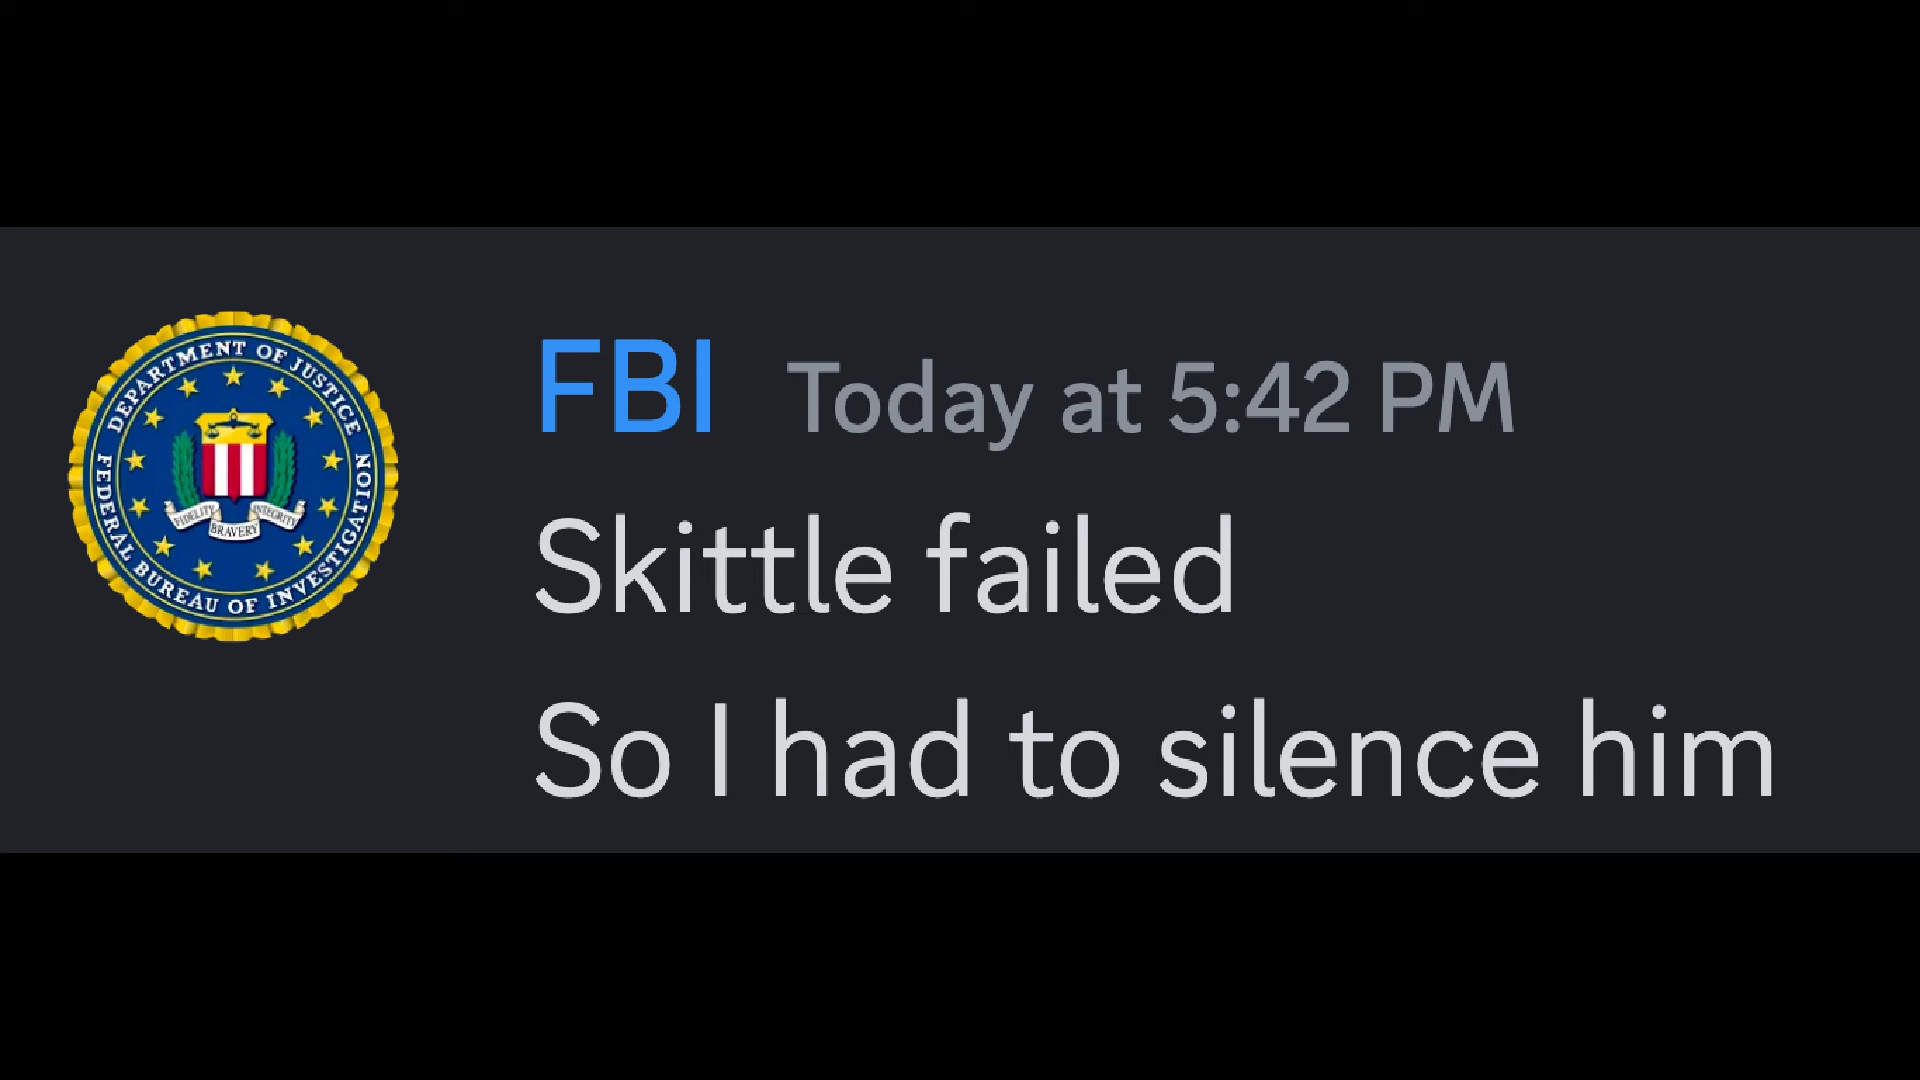 DEPARTMENT OF JUSTICE
FEDERAL BUREAU OF INVESTIGATION
FIDELITY BRAVERY INTEGRITY
FBI Today at 5:42 PM
Skittle failed
So I had to silence him